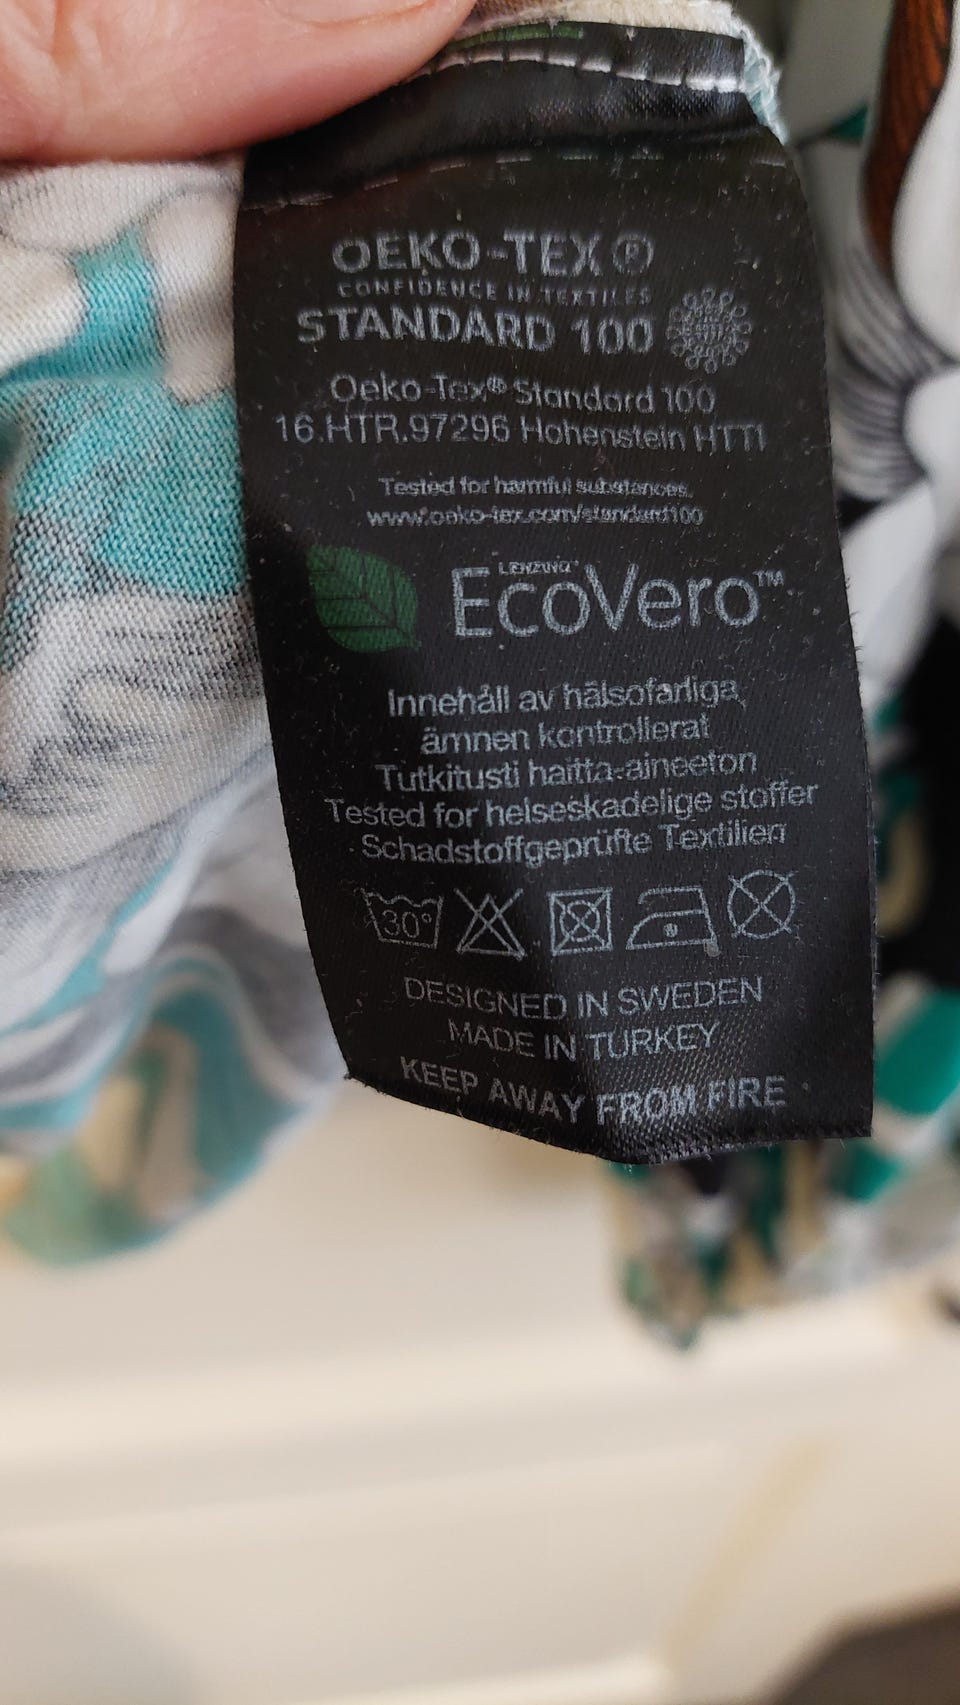 OEKO-TEX ®
CONFIDENCE IN TEXTILES
STANDARD 100
Oeko-Tex® Standard 100
16.HTR.97296 Hohenstein HTTI
Tested for harmful substances.
www.oeko-tex.com/standard100
LENZING™
EcoVero™
Innehåll av hälsofarliga
ämnen kontrollerat
Tutkitusti haitta-aineeton
Tested for helseskadelige stoffer
Schadstoffgeprüfte Textilien
30°
DESIGNED IN SWEDEN
MADE IN TURKEY
KEEP AWAY FROM FIRE